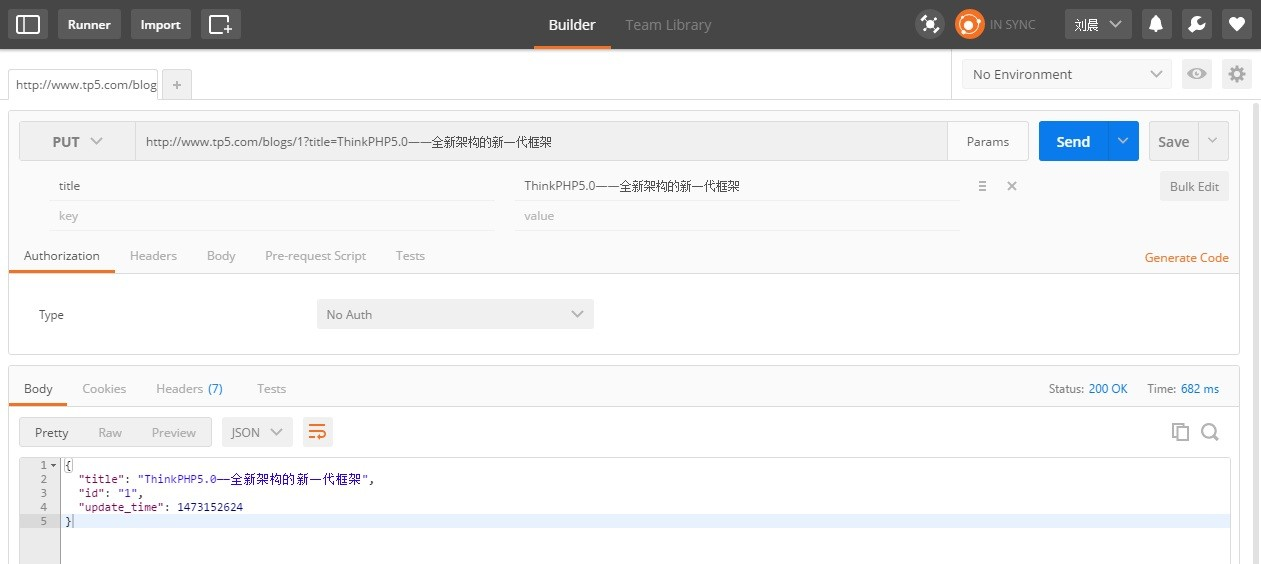 Runner Import Builder Team Library IN SYNC 刘晨
http://www.tp5.com/blog + No Environment
PUT http://www.tp5.com/blogs/1?title=ThinkPHP5.0——全新架构的新一代框架 Params Send Save
title ThinkPHP5.0——全新架构的新一代框架 Bulk Edit
key value
Authorization Headers Body Pre-request Script Tests Generate Code
Type No Auth
Body Cookies Headers (7) Tests Status: 200 OK Time: 682 ms
Pretty Raw Preview JSON
1 {
2 "title": "ThinkPHP5.0——全新架构的新一代框架",
3 "id": "1",
4 "update_time": 1473152624
5 }